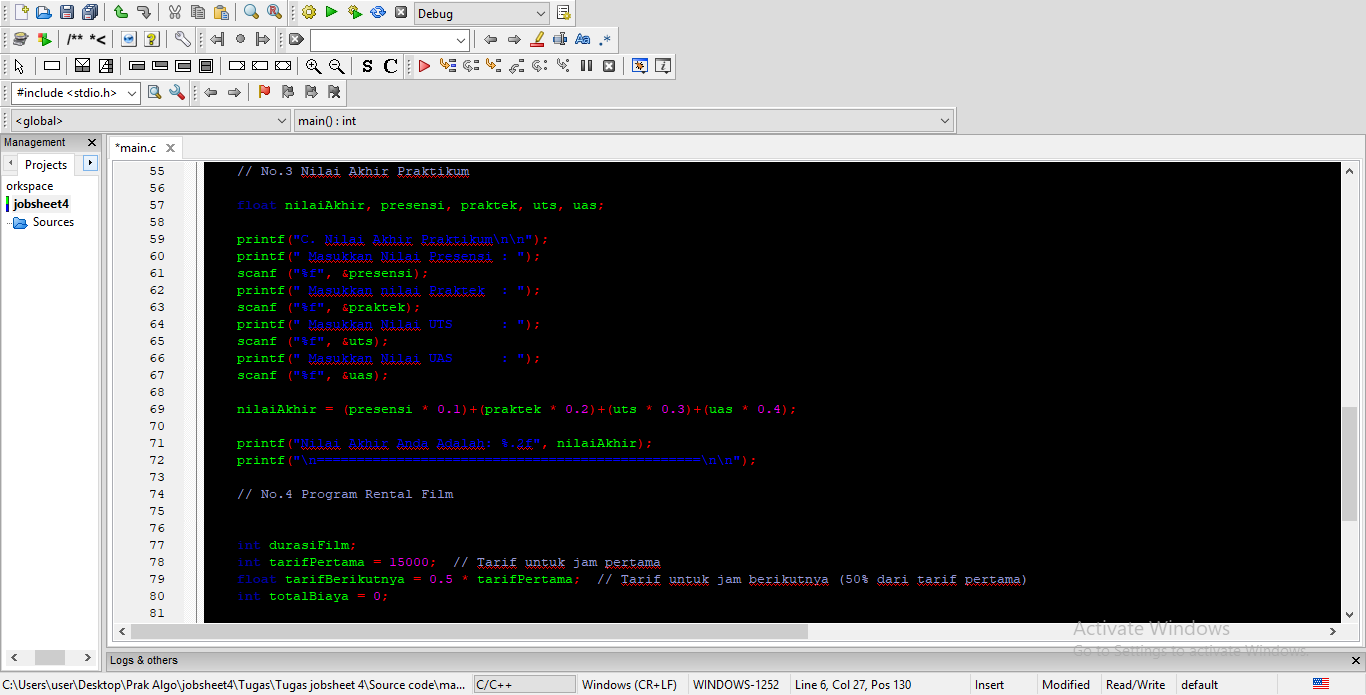 Debug
/** *<
Aa .*
S C
#include <stdio.h>
<global>
main() : int
Management
*main.c
Projects
orkspace
jobsheet4
Sources
55 // No.3 Nilai Akhir Praktikum
56
57 float nilaiAkhir, presensi, praktek, uts, uas;
58
59 printf("C. Nilai Akhir Praktikum\n\n");
60 printf(" Masukkan Nilai Presensi : ");
61 scanf ("%f", &presensi);
62 printf(" Masukkan nilai Praktek  : ");
63 scanf ("%f", &praktek);
64 printf(" Masukkan Nilai UTS      : ");
65 scanf ("%f", &uts);
66 printf(" Masukkan Nilai UAS      : ");
67 scanf ("%f", &uas);
68
69 nilaiAkhir = (presensi * 0.1)+(praktek * 0.2)+(uts * 0.3)+(uas * 0.4);
70
71 printf("Nilai Akhir Anda Adalah: %.2f", nilaiAkhir);
72 printf("\n================================================\n\n");
73
74 // No.4 Program Rental Film
75
76
77 int durasiFilm;
78 int tarifPertama = 15000;  // Tarif untuk jam pertama
79 float tarifBerikutnya = 0.5 * tarifPertama;  // Tarif untuk jam berikutnya (50% dari tarif pertama)
80 int totalBiaya = 0;
81
Activate Windows
Go to Settings to activate Windows.
Logs & others
C:\Users\user\Desktop\Prak Algo\jobsheet4\Tugas\Tugas jobsheet 4\Source code\ma... C/C++ Windows (CR+LF) WINDOWS-1252 Line 6, Col 27, Pos 130 Insert Modified Read/Write default